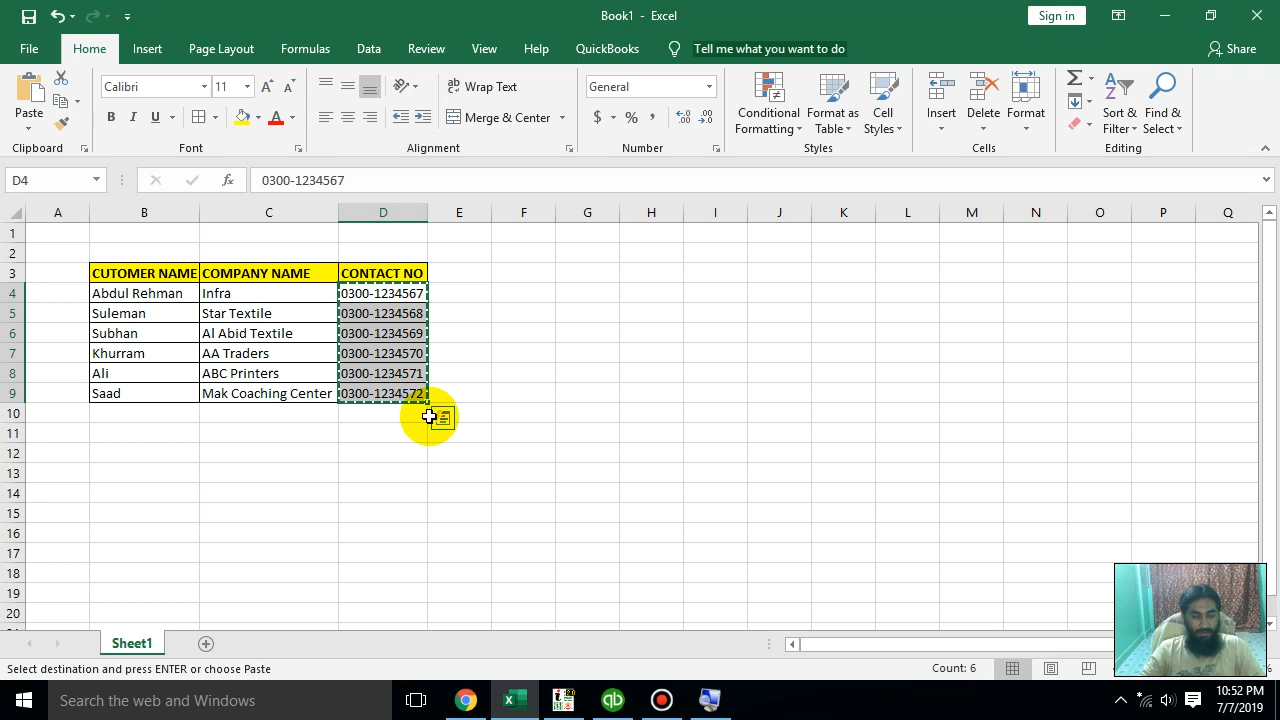 Book1 - Excel
Sign in
File Home Insert Page Layout Formulas Data Review View Help QuickBooks Tell me what you want to do Share
Calibri 11 Wrap Text General
Paste B I U Merge & Center $ % , Conditional Formatting Format as Table Cell Styles Insert Delete Format Sort & Filter Find & Select
Clipboard Font Alignment Number Styles Cells Editing
D4 fx 0300-1234567
A B C D E F G H I J K L M N O P Q
1
2
3 CUTOMER NAME COMPANY NAME CONTACT NO
4 Abdul Rehman Infra 0300-1234567
5 Suleman Star Textile 0300-1234568
6 Subhan Al Abid Textile 0300-1234569
7 Khurram AA Traders 0300-1234570
8 Ali ABC Printers 0300-1234571
9 Saad Mak Coaching Center 0300-1234572
10
11
12
13
14
15
16
17
18
19
20
Sheet1
Select destination and press ENTER or choose Paste Count: 6 %
Search the web and Windows
10:52 PM
7/7/2019